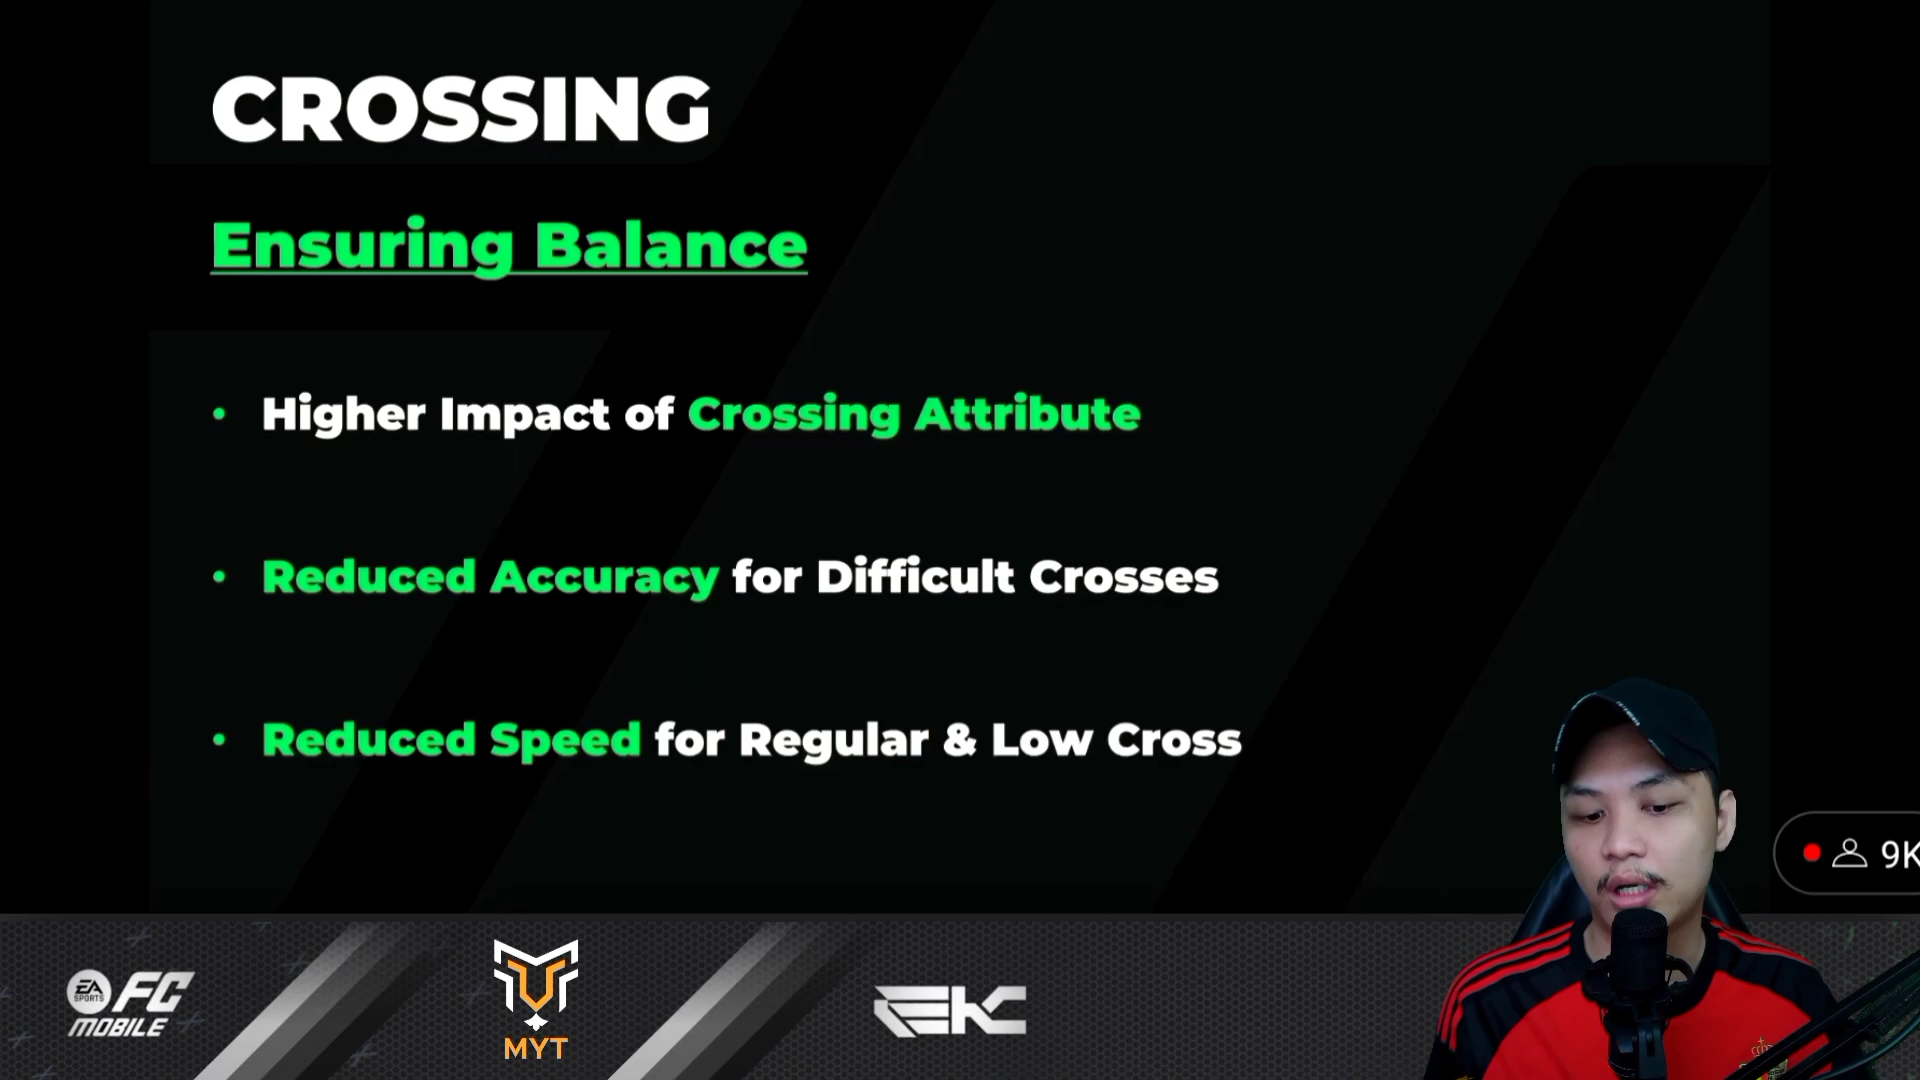 CROSSING
Ensuring Balance
• Higher Impact of Crossing Attribute
• Reduced Accuracy for Difficult Crosses
• Reduced Speed for Regular & Low Cross
9K
EA SPORTS FC MOBILE
MYT
EKC